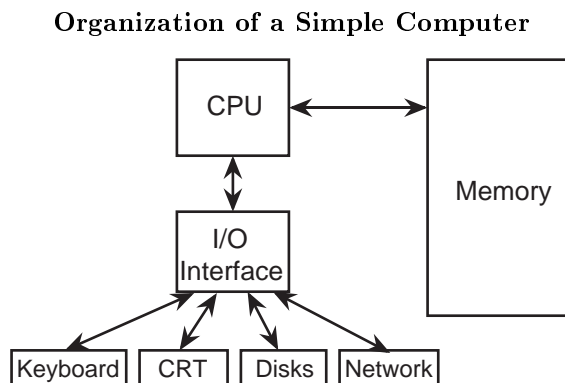 Organization of a Simple Computer
CPU
Memory
I/O
Interface
Keyboard
CRT
Disks
Network